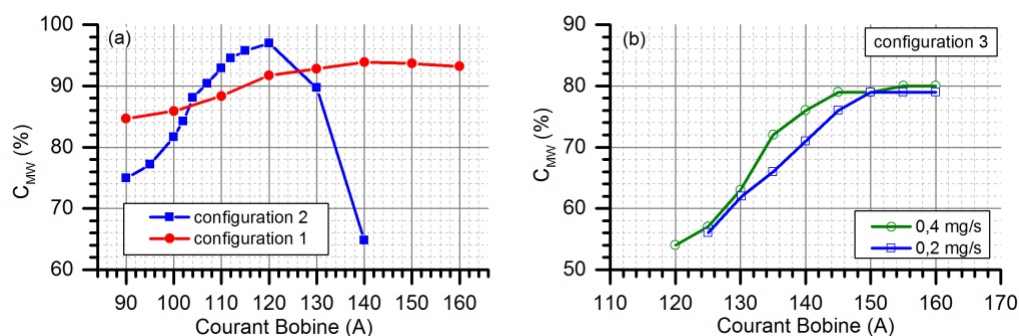 (a)
100
90
80
70
60
C_MW (%)
configuration 2
configuration 1
90 100 110 120 130 140 150 160
Courant Bobine (A)
(b)
configuration 3
90
80
70
60
50
C_MW (%)
0,4 mg/s
0,2 mg/s
110 120 130 140 150 160 170
Courant Bobine (A)